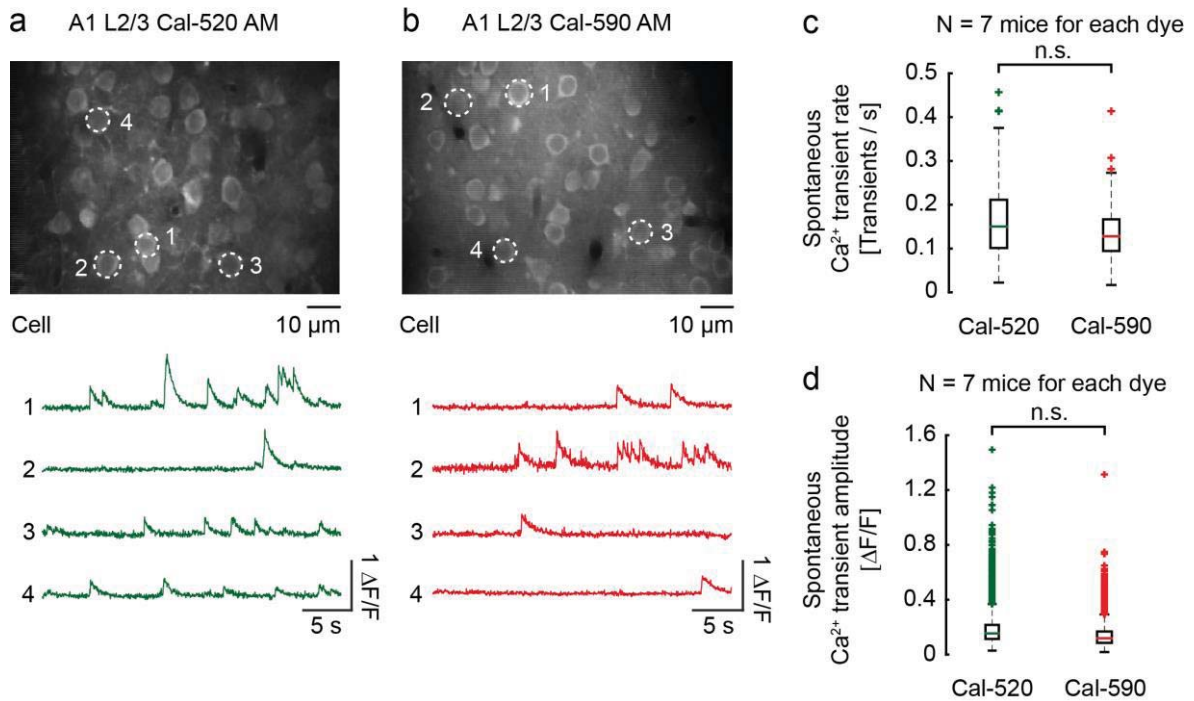 a
A1 L2/3 Cal-520 AM
4
1
2
3
10 µm
Cell
1
2
3
4
1 ΔF/F
5 s
b
A1 L2/3 Cal-590 AM
2
1
3
4
10 µm
1
2
3
4
1 ΔF/F
5 s
c
N = 7 mice for each dye
n.s.
Spontaneous
Ca²⁺ transient rate
[Transients / s]
0.5
0.4
0.3
0.2
0.1
0
Cal-520
Cal-590
d
N = 7 mice for each dye
n.s.
Spontaneous
Ca²⁺ transient amplitude
[ΔF/F]
1.6
1.2
0.8
0.4
0
Cal-520
Cal-590